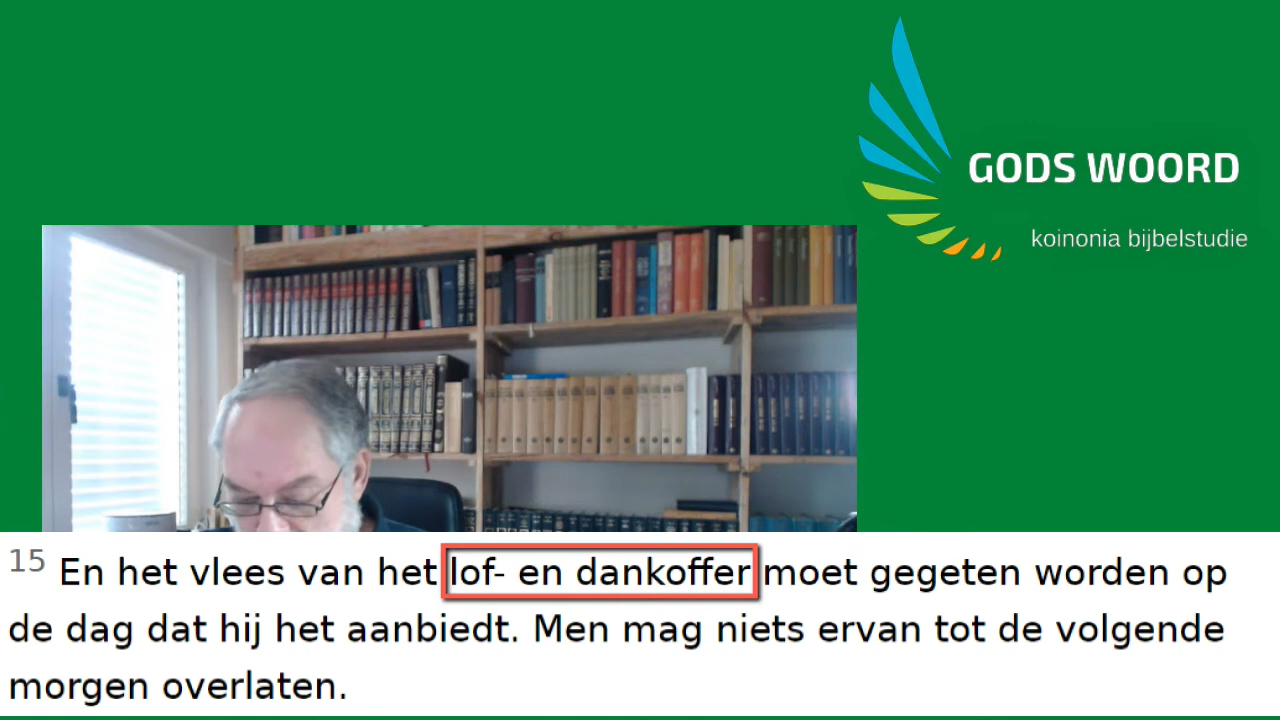 GODS WOORD
koinonia bijbelstudie
15 En het vlees van het lof- en dankoffer moet gegeten worden op
de dag dat hij het aanbiedt. Men mag niets ervan tot de volgende
morgen overlaten.